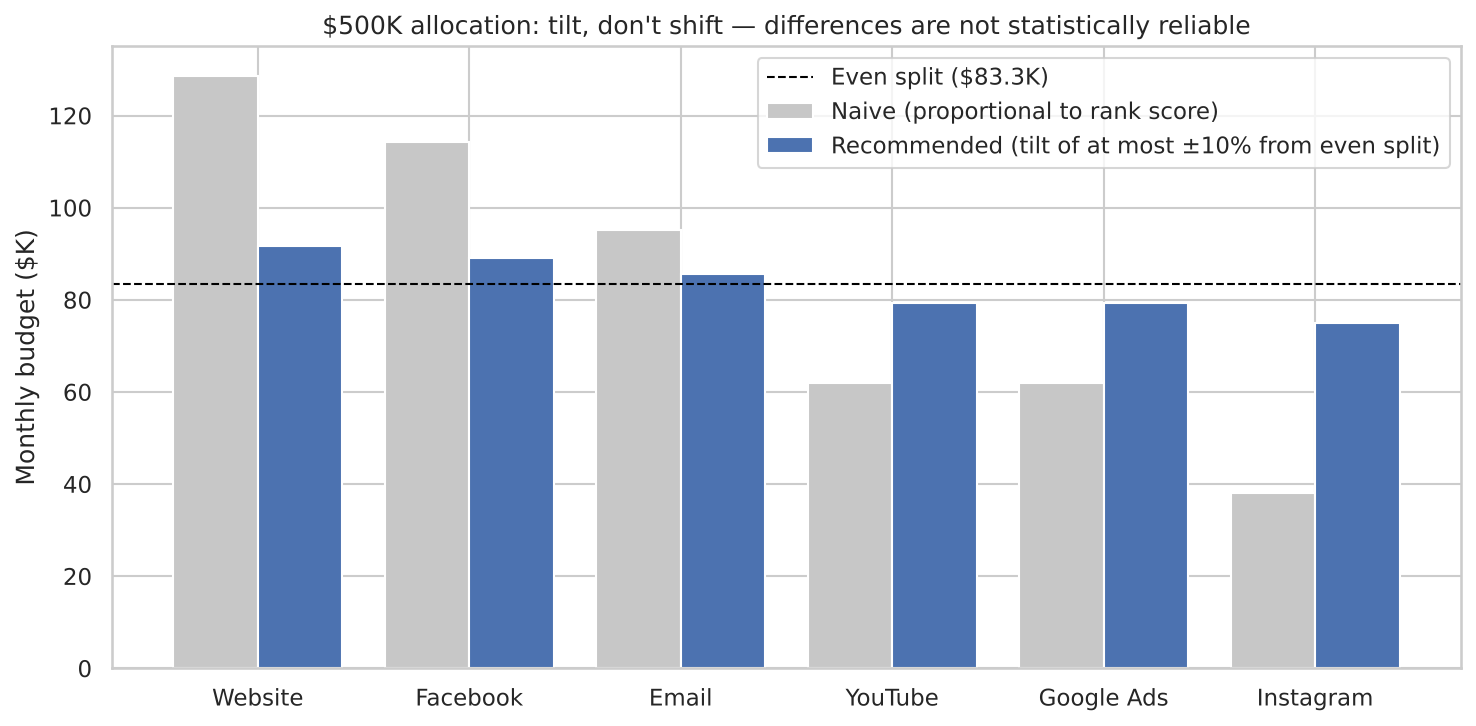 $500K allocation: tilt, don't shift — differences are not statistically reliable
Even split ($83.3K)
Naive (proportional to rank score)
Recommended (tilt of at most ±10% from even split)
Monthly budget ($K)
120
100
80
60
40
20
0
Website
Facebook
Email
YouTube
Google Ads
Instagram